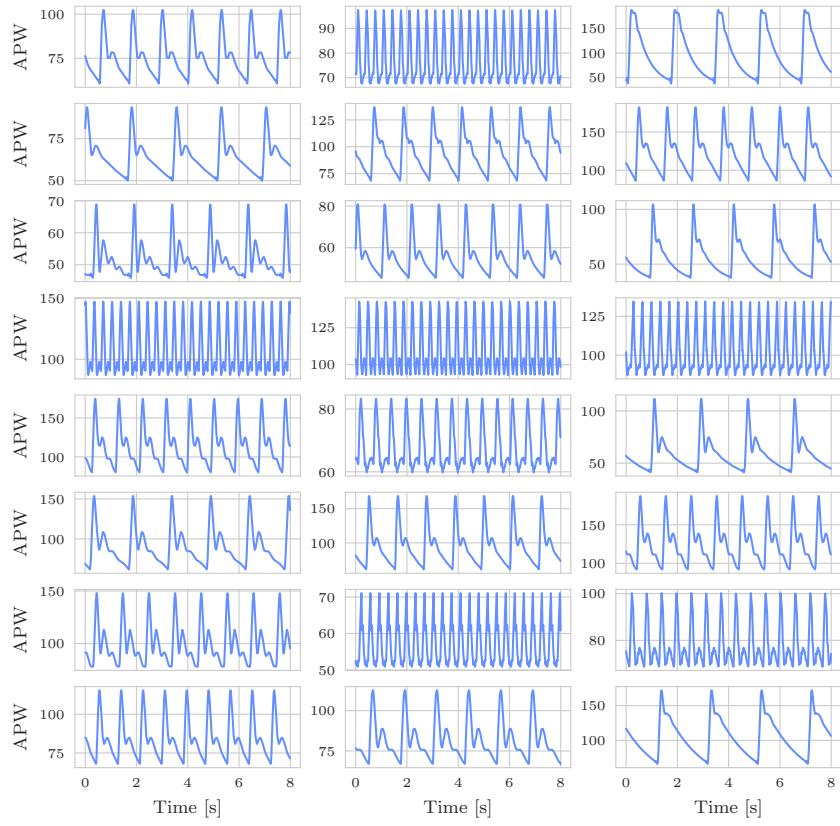 APW 100 75
90 80 70
150 100 50
APW 75 50
125 100 75
150 100
APW 70 60 50
80 60
100 50
APW 150 100
125 100
125 100
APW 150 100
80 60
100 50
APW 150 100
150 100
150 100
APW 150 100
70 60 50
100 80
APW 100 75
100 75
150 100
0 2 4 6 8
0 2 4 6 8
0 2 4 6 8
Time [s]
Time [s]
Time [s]